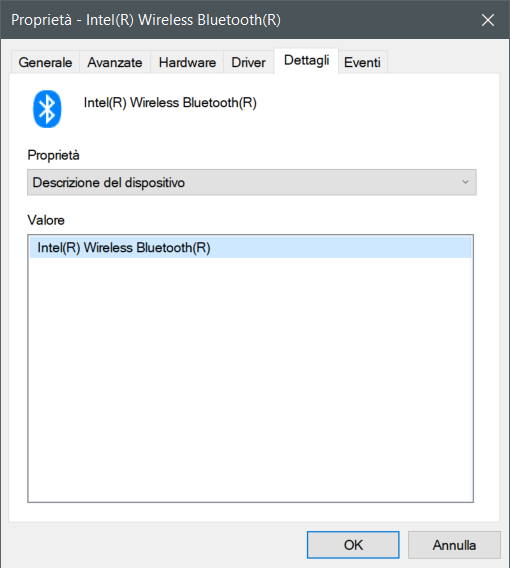 Proprietà - Intel(R) Wireless Bluetooth(R)
Generale Avanzate Hardware Driver Dettagli Eventi
Intel(R) Wireless Bluetooth(R)
Proprietà
Descrizione del dispositivo
Valore
Intel(R) Wireless Bluetooth(R)
OK Annulla